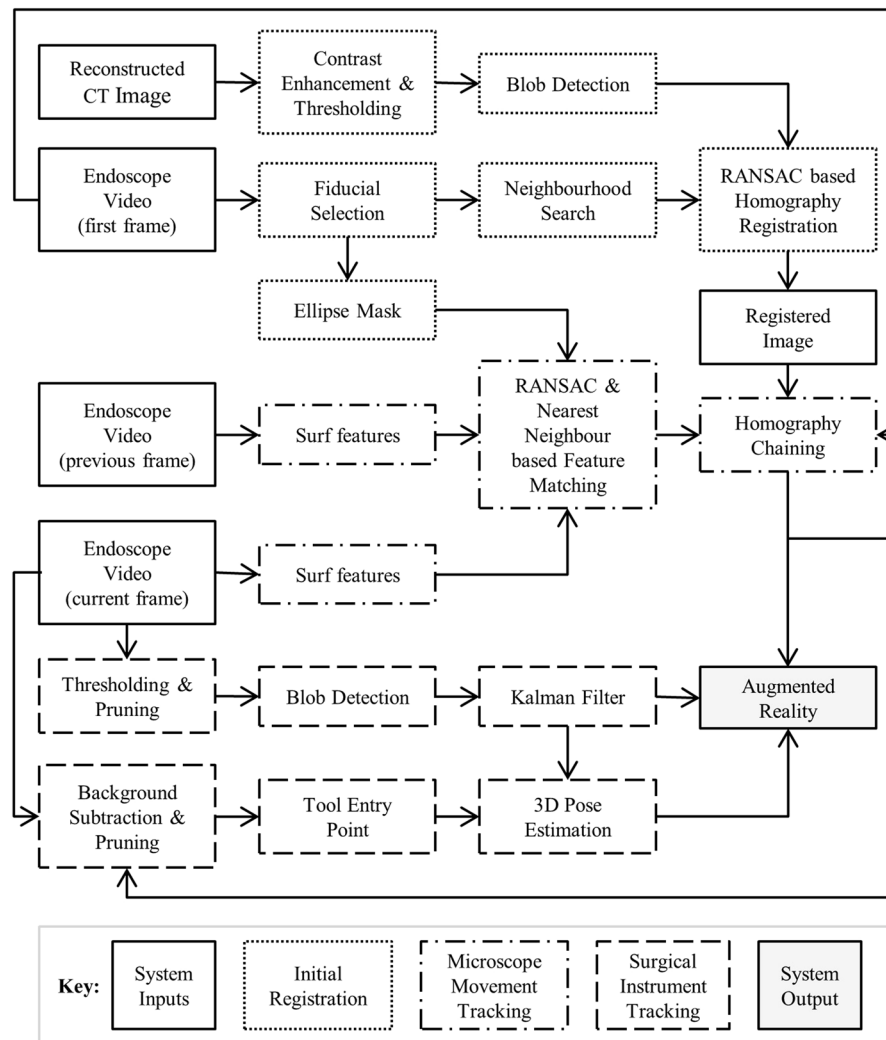 Reconstructed
CT Image
Contrast
Enhancement &
Thresholding
Blob Detection
Endoscope
Video
(first frame)
Fiducial
Selection
Neighbourhood
Search
RANSAC based
Homography
Registration
Ellipse Mask
Registered
Image
Endoscope
Video
(previous frame)
Surf features
RANSAC &
Nearest
Neighbour
based Feature
Matching
Homography
Chaining
Endoscope
Video
(current frame)
Surf features
Thresholding &
Pruning
Blob Detection
Kalman Filter
Augmented
Reality
Background
Subtraction &
Pruning
Tool Entry
Point
3D Pose
Estimation
Key:
System
Inputs
Initial
Registration
Microscope
Movement
Tracking
Surgical
Instrument
Tracking
System
Output